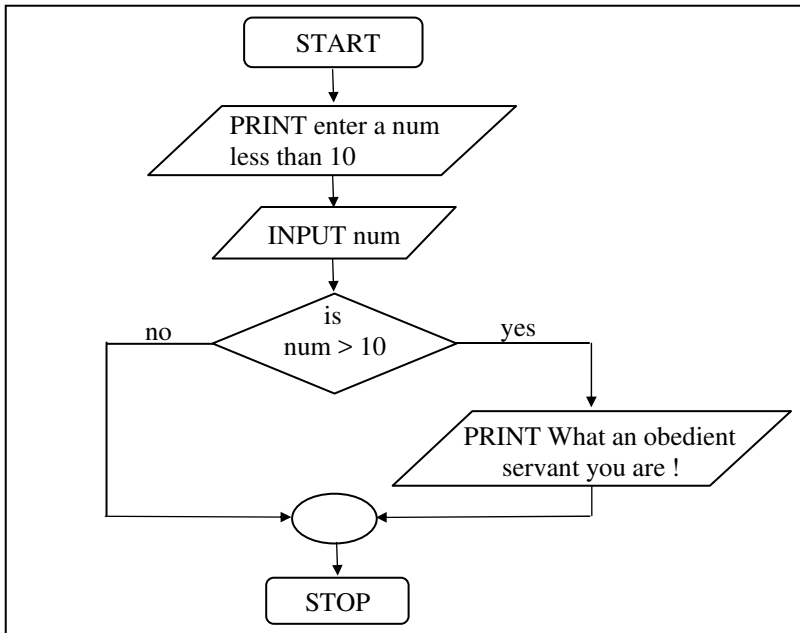 START
PRINT enter a num
less than 10
INPUT num
is
num > 10
no
yes
PRINT What an obedient
servant you are !
STOP